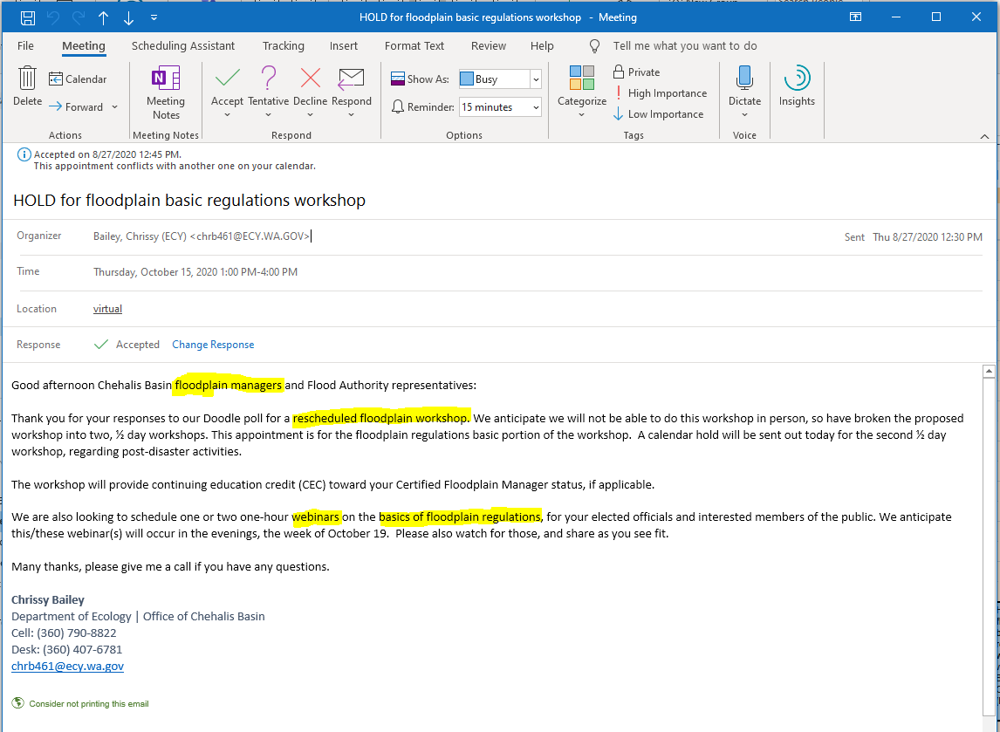 HOLD for floodplain basic regulations workshop - Meeting
File Meeting Scheduling Assistant Tracking Insert Format Text Review Help Tell me what you want to do
Delete
Calendar
Forward
Actions
Meeting Notes
Meeting Notes
Accept Tentative Decline Respond
Respond
Show As: Busy
Reminder: 15 minutes
Options
Categorize
Private
High Importance
Low Importance
Tags
Dictate
Voice
Insights
Accepted on 8/27/2020 12:45 PM.
This appointment conflicts with another one on your calendar.
HOLD for floodplain basic regulations workshop
Organizer Bailey, Chrissy (ECY) <chrb461@ECY.WA.GOV> Sent Thu 8/27/2020 12:30 PM
Time Thursday, October 15, 2020 1:00 PM-4:00 PM
Location virtual
Response Accepted Change Response
Good afternoon Chehalis Basin floodplain managers and Flood Authority representatives:
Thank you for your responses to our Doodle poll for a rescheduled floodplain workshop. We anticipate we will not be able to do this workshop in person, so have broken the proposed
workshop into two, ½ day workshops. This appointment is for the floodplain regulations basic portion of the workshop.  A calendar hold will be sent out today for the second ½ day
workshop, regarding post-disaster activities.
The workshop will provide continuing education credit (CEC) toward your Certified Floodplain Manager status, if applicable.
We are also looking to schedule one or two one-hour webinars on the basics of floodplain regulations, for your elected officials and interested members of the public. We anticipate
this/these webinar(s) will occur in the evenings, the week of October 19.  Please also watch for those, and share as you see fit.
Many thanks, please give me a call if you have any questions.
Chrissy Bailey
Department of Ecology | Office of Chehalis Basin
Cell: (360) 790-8822
Desk: (360) 407-6781
chrb461@ecy.wa.gov
Consider not printing this email